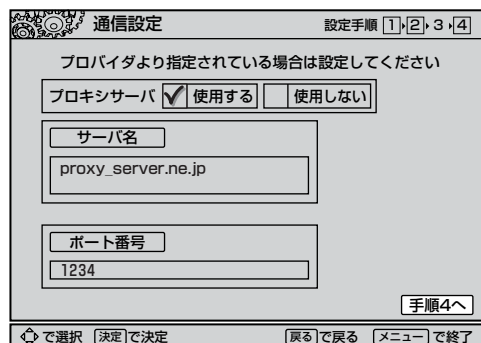 通信設定 設定手順 1 2 3 4
プロバイダより指定されている場合は設定してください
プロキシサーバ 使用する 使用しない
サーバ名
proxy_server.ne.jp
ポート番号
1234
手順4へ
で選択 決定で決定 戻るで戻る メニューで終了